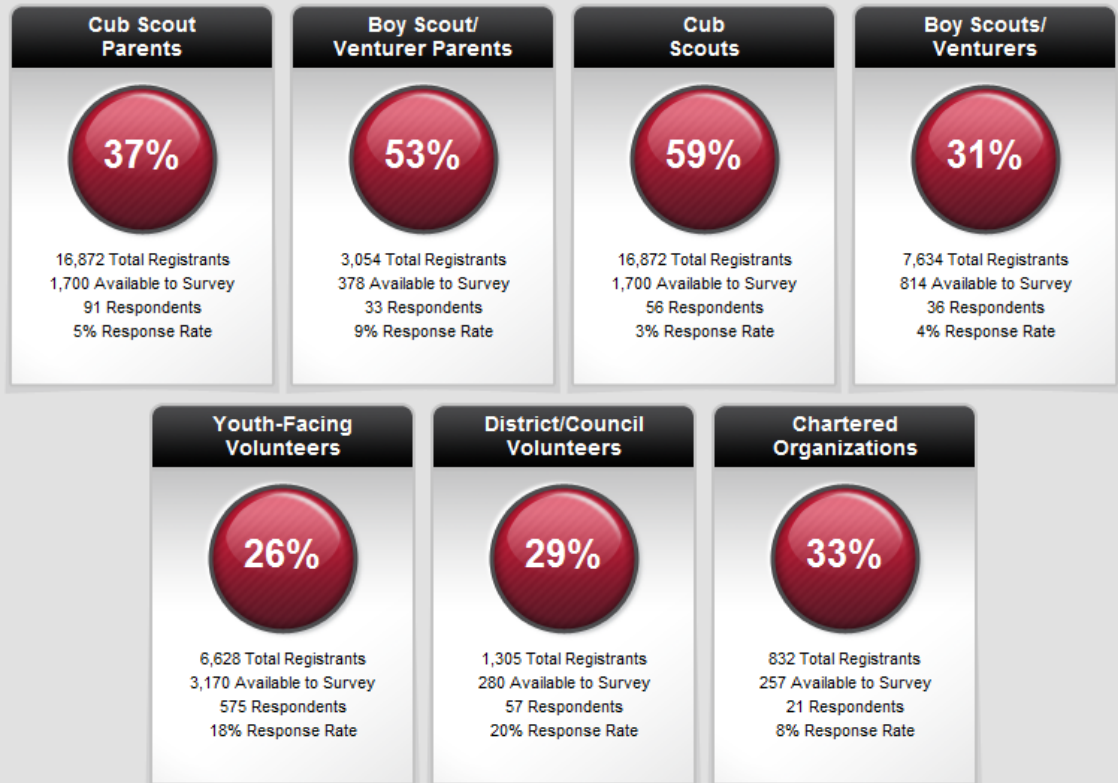 Cub Scout
Parents
37%
16,872 Total Registrants
1,700 Available to Survey
91 Respondents
5% Response Rate
Boy Scout/
Venturer Parents
53%
3,054 Total Registrants
378 Available to Survey
33 Respondents
9% Response Rate
Cub
Scouts
59%
16,872 Total Registrants
1,700 Available to Survey
56 Respondents
3% Response Rate
Boy Scouts/
Venturers
31%
7,634 Total Registrants
814 Available to Survey
36 Respondents
4% Response Rate
Youth-Facing
Volunteers
26%
6,628 Total Registrants
3,170 Available to Survey
575 Respondents
18% Response Rate
District/Council
Volunteers
29%
1,305 Total Registrants
280 Available to Survey
57 Respondents
20% Response Rate
Chartered
Organizations
33%
832 Total Registrants
257 Available to Survey
21 Respondents
8% Response Rate